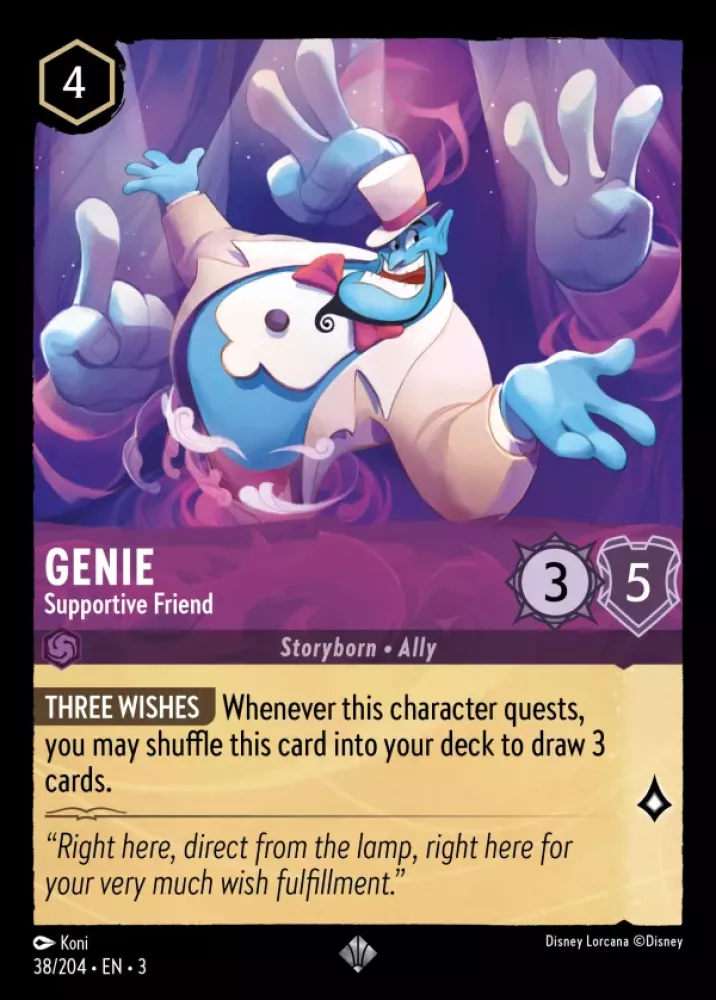 4
GENIE
Supportive Friend
3
5
Storyborn • Ally
THREE WISHES Whenever this character quests,
you may shuffle this card into your deck to draw 3
cards.
“Right here, direct from the lamp, right here for
your very much wish fulfillment.”
Koni
Disney Lorcana ©Disney
38/204 • EN • 3